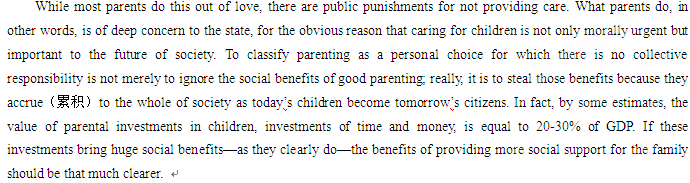 While most parents do this out of love, there are public punishments for not providing care. What parents do, in
other words, is of deep concern to the state, for the obvious reason that caring for children is not only morally urgent but
important to the future of society. To classify parenting as a personal choice for which there is no collective
responsibility is not merely to ignore the social benefits of good parenting; really, it is to steal those benefits because they
accrue（累积）to the whole of society as today's children become tomorrow's citizens. In fact, by some estimates, the
value of parental investments in children, investments of time and money, is equal to 20-30% of GDP. If these
investments bring huge social benefits—as they clearly do—the benefits of providing more social support for the family
should be that much clearer.